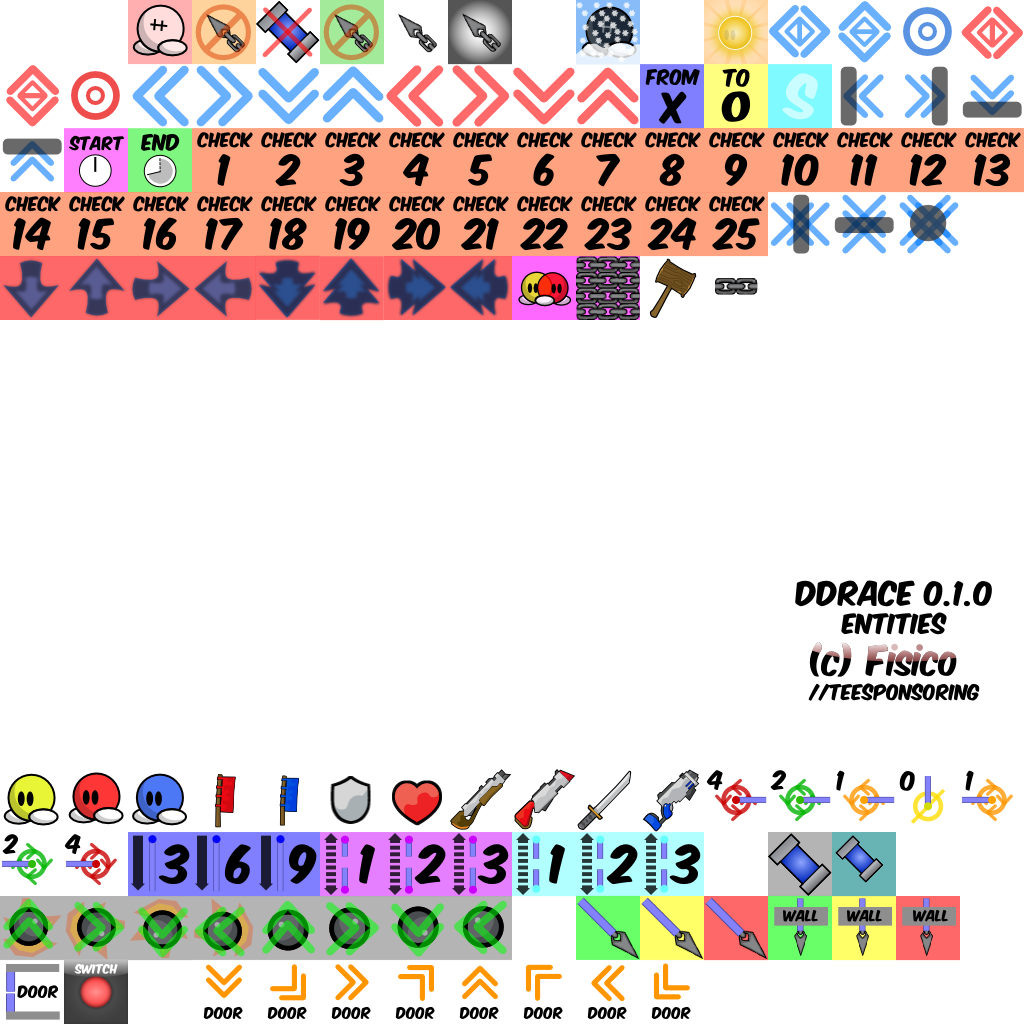 FROM TO
X O S
START END CHECK CHECK CHECK CHECK CHECK CHECK CHECK CHECK CHECK CHECK CHECK CHECK CHECK
1 2 3 4 5 6 7 8 9 10 11 12 13
CHECK CHECK CHECK CHECK CHECK CHECK CHECK CHECK CHECK CHECK CHECK CHECK
14 15 16 17 18 19 20 21 22 23 24 25
DDRACE 0.1.0
ENTITIES
(c) Fisico
//TEESPONSORING
4 2 1 0 1
2 4 3 6 9 1 2 3 1 2 3
WALL WALL WALL
DOOR SWITCH
DOOR DOOR DOOR DOOR DOOR DOOR DOOR DOOR